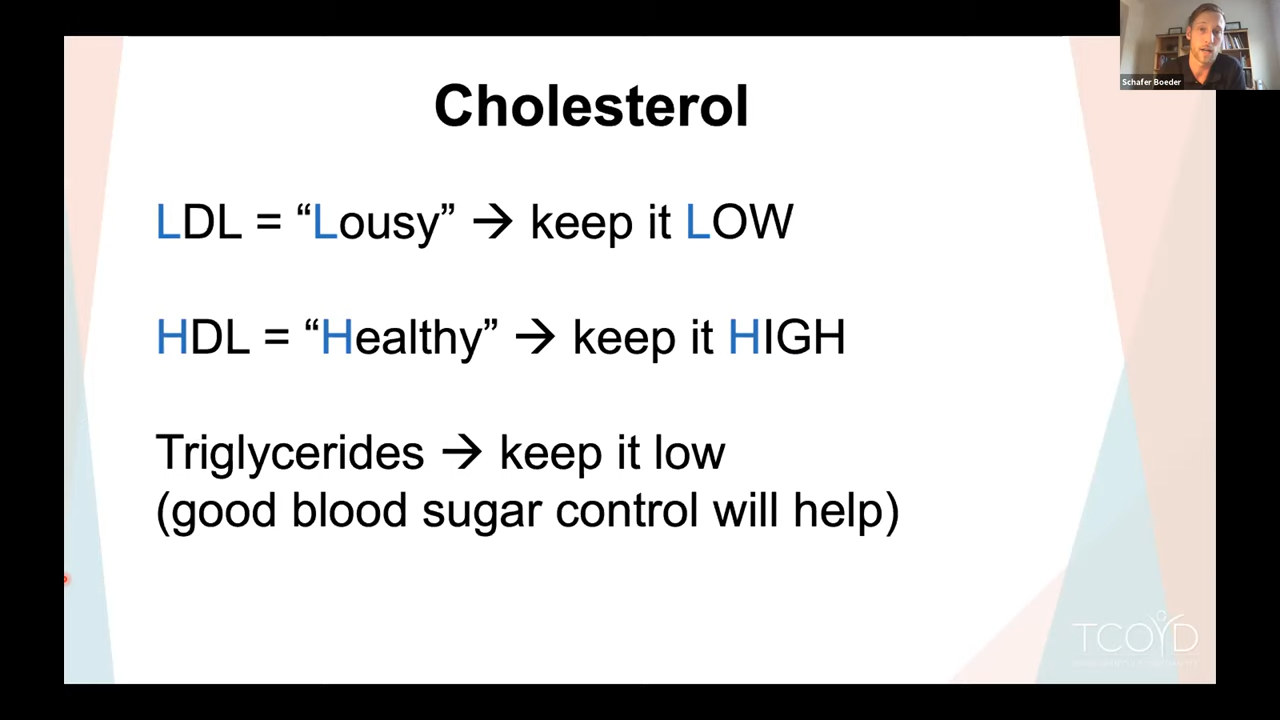 Schafer Boeder
Cholesterol
LDL = “Lousy” → keep it LOW
HDL = “Healthy” → keep it HIGH
Triglycerides → keep it low
(good blood sugar control will help)
TCOYD